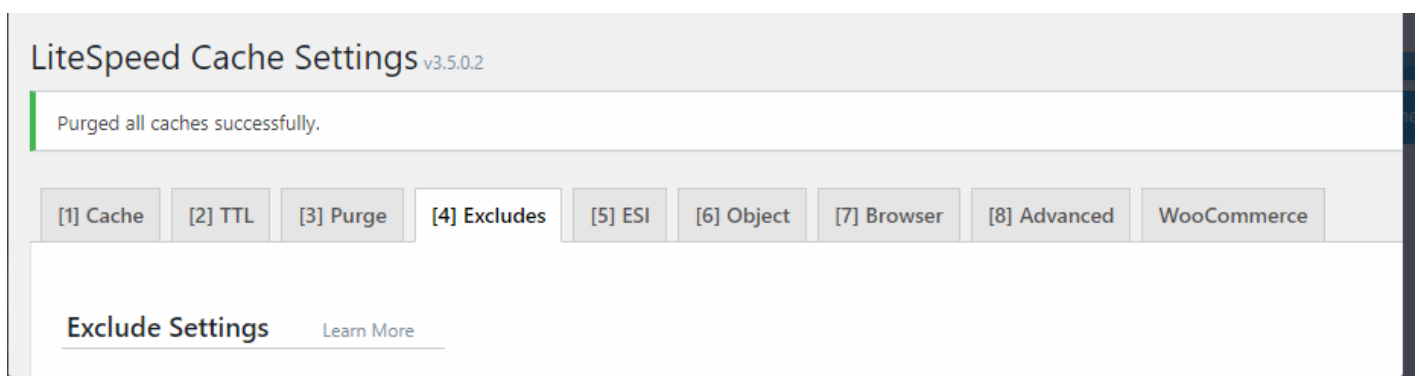 LiteSpeed Cache Settings v3.5.0.2
Purged all caches successfully.
[1] Cache [2] TTL [3] Purge [4] Excludes [5] ESI [6] Object [7] Browser [8] Advanced WooCommerce
Exclude Settings Learn More